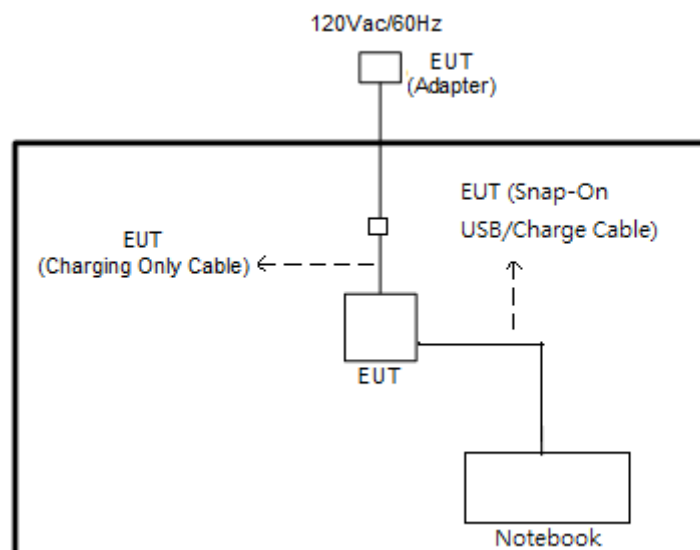 120Vac/60Hz
EUT
(Adapter)
EUT (Snap-On
USB/Charge Cable)
EUT
(Charging Only Cable)
EUT
Notebook